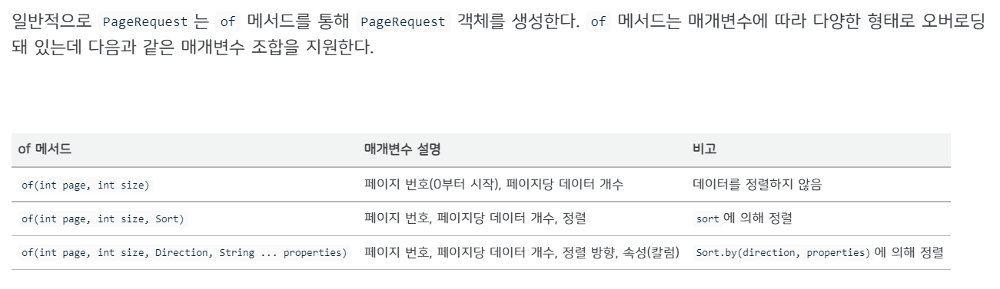 일반적으로 PageRequest 는 of 메서드를 통해 PageRequest 객체를 생성한다. of 메서드는 매개변수에 따라 다양한 형태로 오버로딩
돼 있는데 다음과 같은 매개변수 조합을 지원한다.
of 메서드 매개변수 설명 비고
of(int page, int size) 페이지 번호(0부터 시작), 페이지당 데이터 개수 데이터를 정렬하지 않음
of(int page, int size, Sort) 페이지 번호, 페이지당 데이터 개수, 정렬 sort 에 의해 정렬
of(int page, int size, Direction, String ... properties) 페이지 번호, 페이지당 데이터 개수, 정렬 방향, 속성(칼럼) Sort.by(direction, properties) 에 의해 정렬